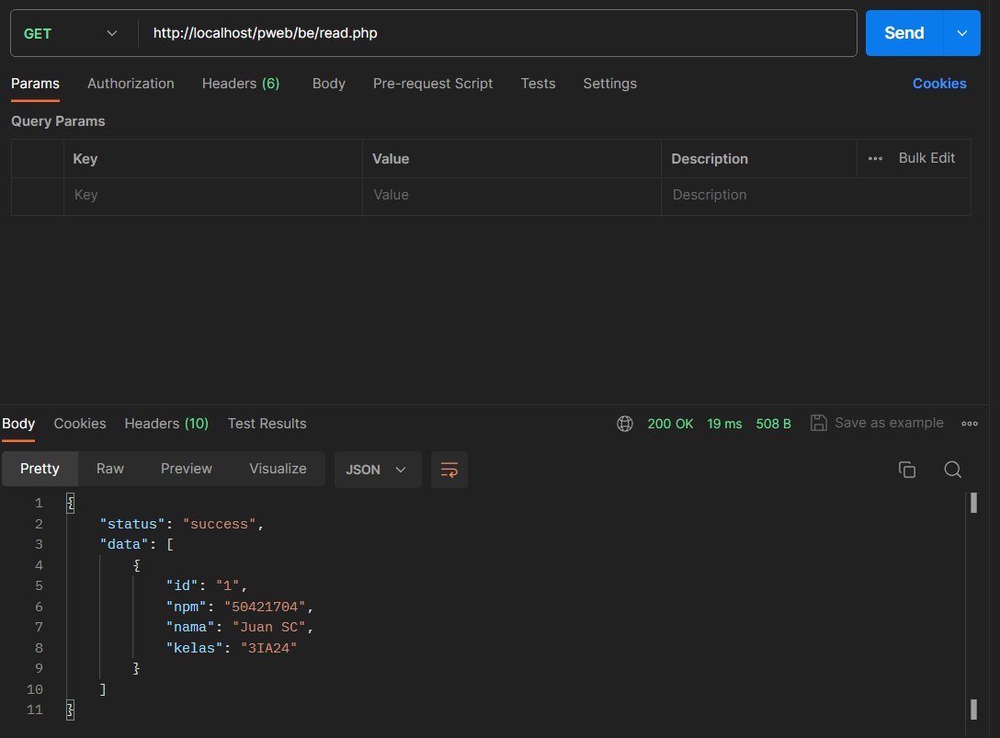 GET http://localhost/pweb/be/read.php Send
Params Authorization Headers (6) Body Pre-request Script Tests Settings Cookies
Query Params
Key Value Description ••• Bulk Edit
Key Value Description
Body Cookies Headers (10) Test Results 200 OK 19 ms 508 B Save as example •••
Pretty Raw Preview Visualize JSON
1 {
2 "status": "success",
3 "data": [
4 {
5 "id": "1",
6 "npm": "50421704",
7 "nama": "Juan SC",
8 "kelas": "3IA24"
9 }
10 ]
11 }